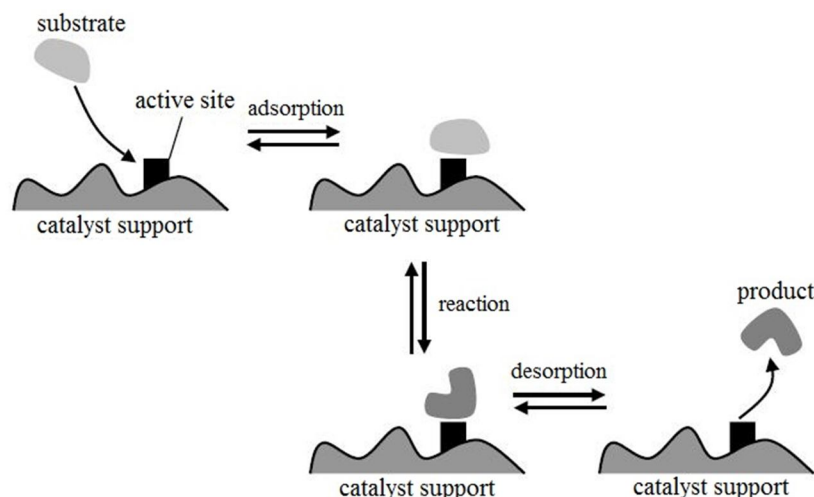 substrate
active site
adsorption
catalyst support
catalyst support
reaction
product
desorption
catalyst support
catalyst support